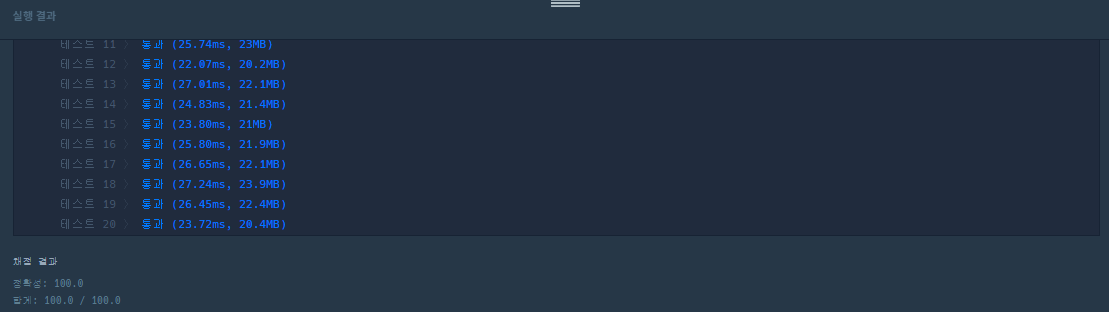 실행 결과
테스트 11 〉 통과 (25.74ms, 23MB)
테스트 12 〉 통과 (22.07ms, 20.2MB)
테스트 13 〉 통과 (27.01ms, 22.1MB)
테스트 14 〉 통과 (24.83ms, 21.4MB)
테스트 15 〉 통과 (23.80ms, 21MB)
테스트 16 〉 통과 (25.80ms, 21.9MB)
테스트 17 〉 통과 (26.65ms, 22.1MB)
테스트 18 〉 통과 (27.24ms, 23.9MB)
테스트 19 〉 통과 (26.45ms, 22.4MB)
테스트 20 〉 통과 (23.72ms, 20.4MB)
채점 결과
정확성: 100.0
합계: 100.0 / 100.0